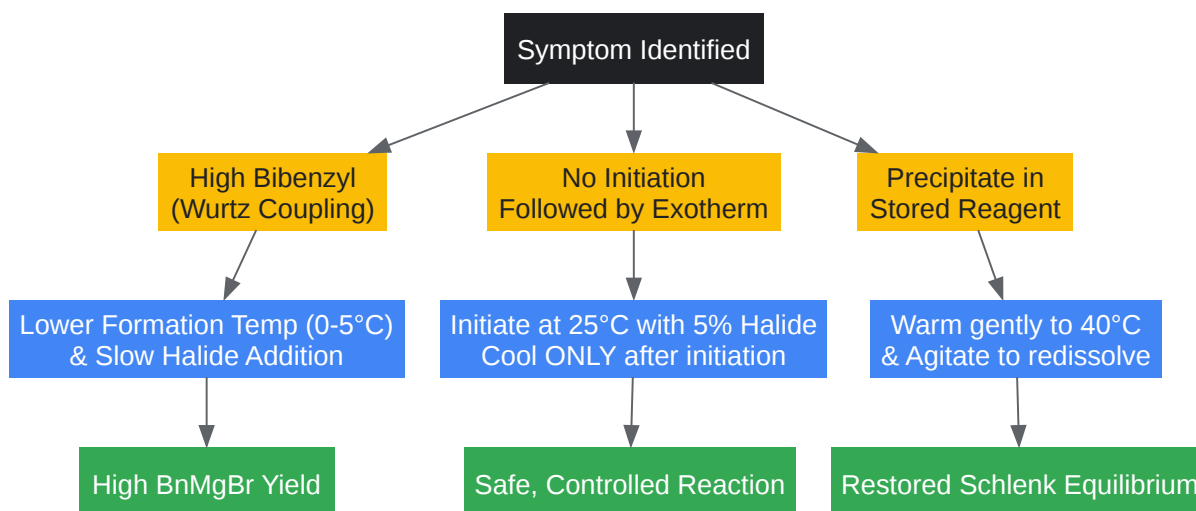 Symptom Identified
High Bibenzyl
(Wurtz Coupling)
No Initiation
Followed by Exotherm
Precipitate in
Stored Reagent
Lower Formation Temp (0-5°C)
& Slow Halide Addition
Initiate at 25°C with 5% Halide
Cool ONLY after initiation
Warm gently to 40°C
& Agitate to redissolve
High BnMgBr Yield
Safe, Controlled Reaction
Restored Schlenk Equilibrium